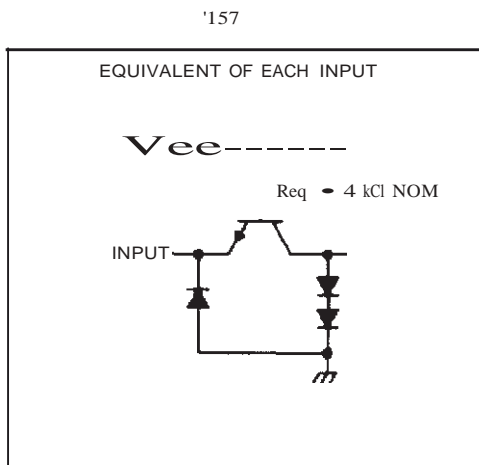 '157
EQUIVALENT OF EACH INPUT
Vee------
Req • 4 kCl NOM
INPUT